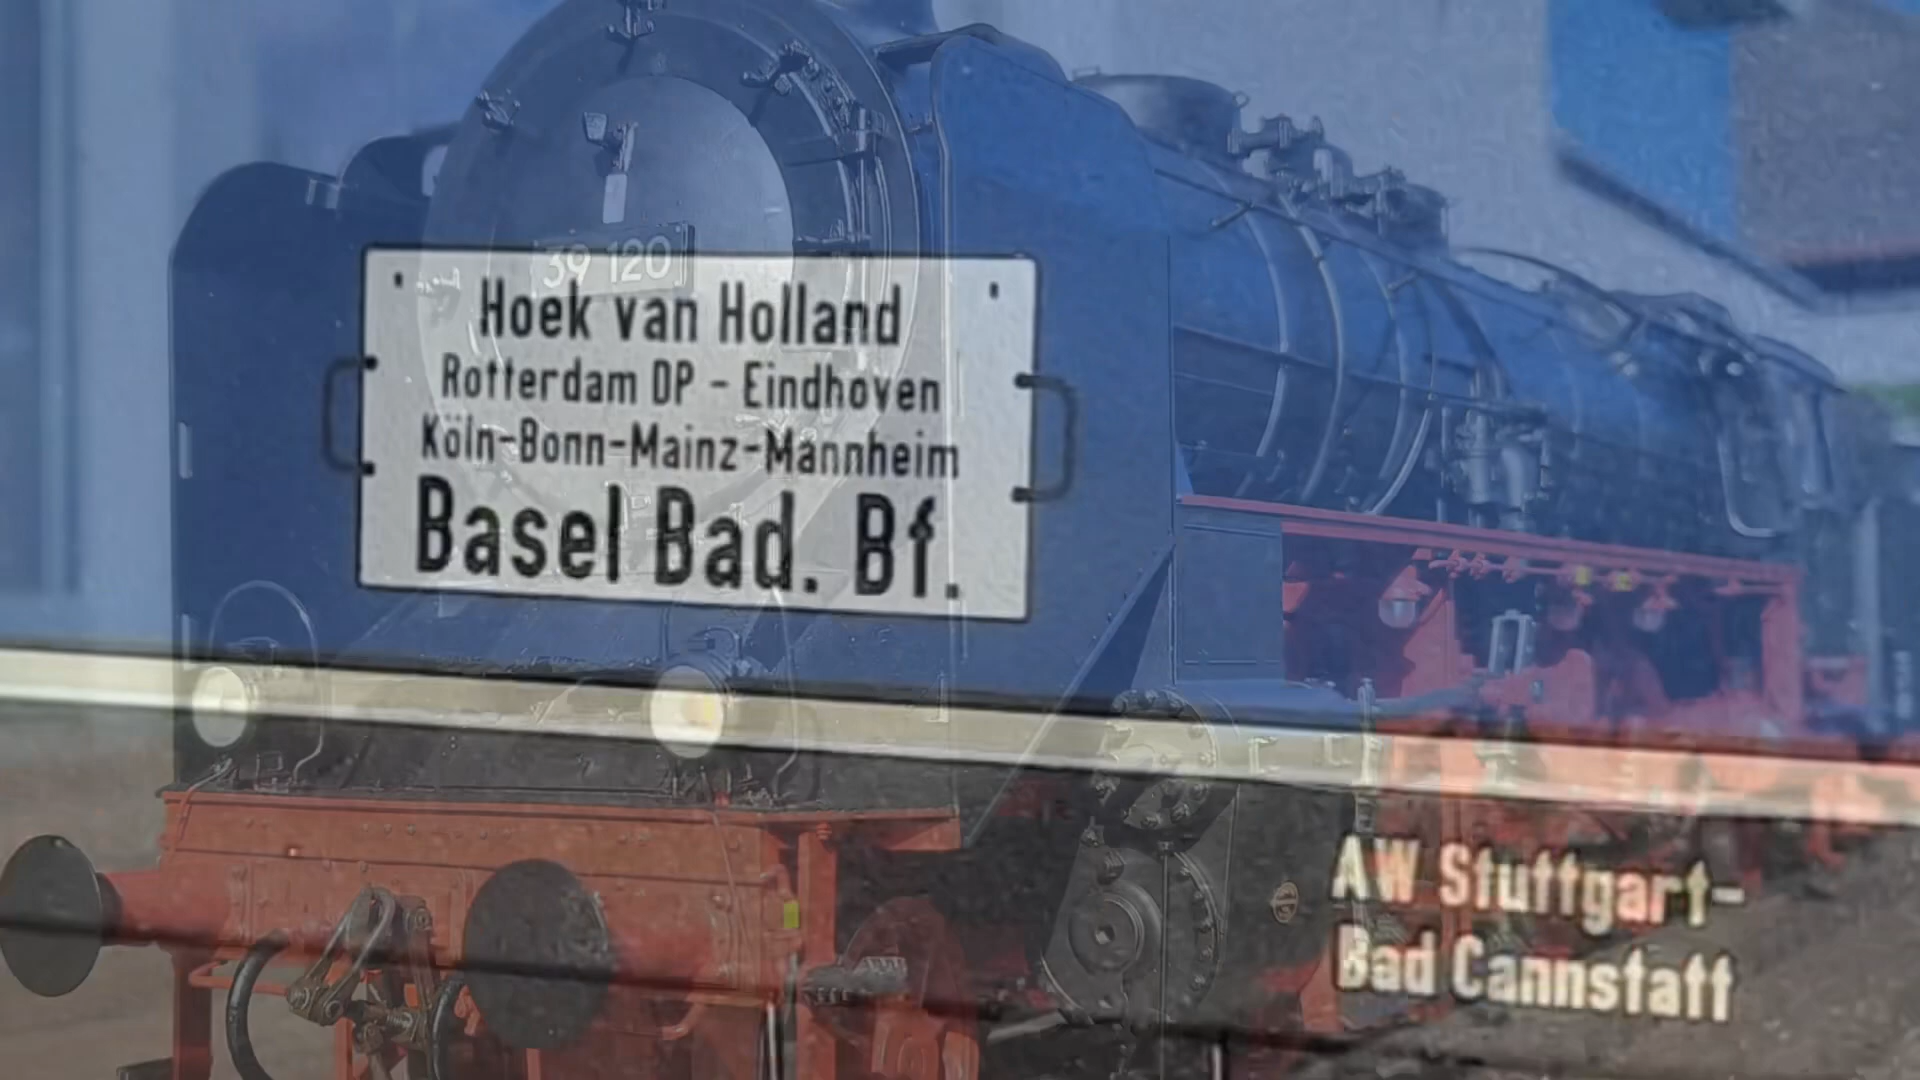 39 120
Hoek van Holland
Rotterdam DP - Eindhoven
Köln-Bonn-Mainz-Mannheim
Basel Bad. Bf.
AW Stuttgart-
Bad Cannstatt